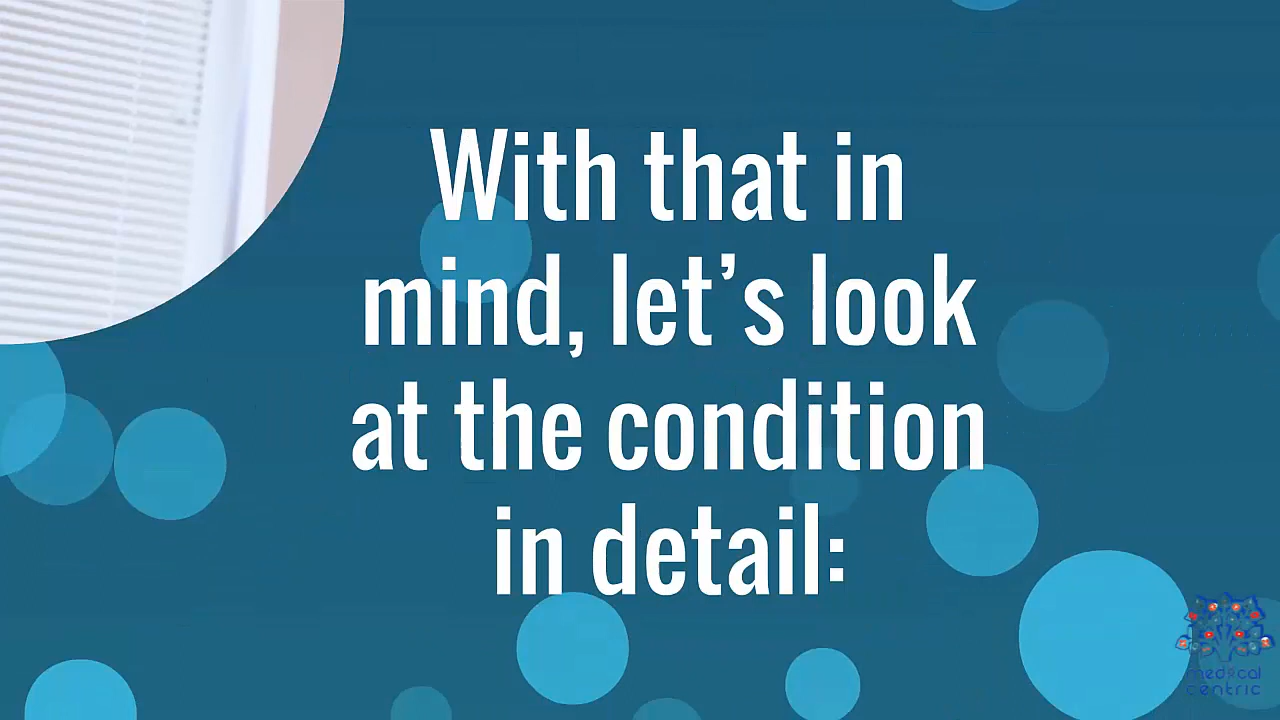 With that in
mind, let’s look
at the condition
in detail:
medical
centric